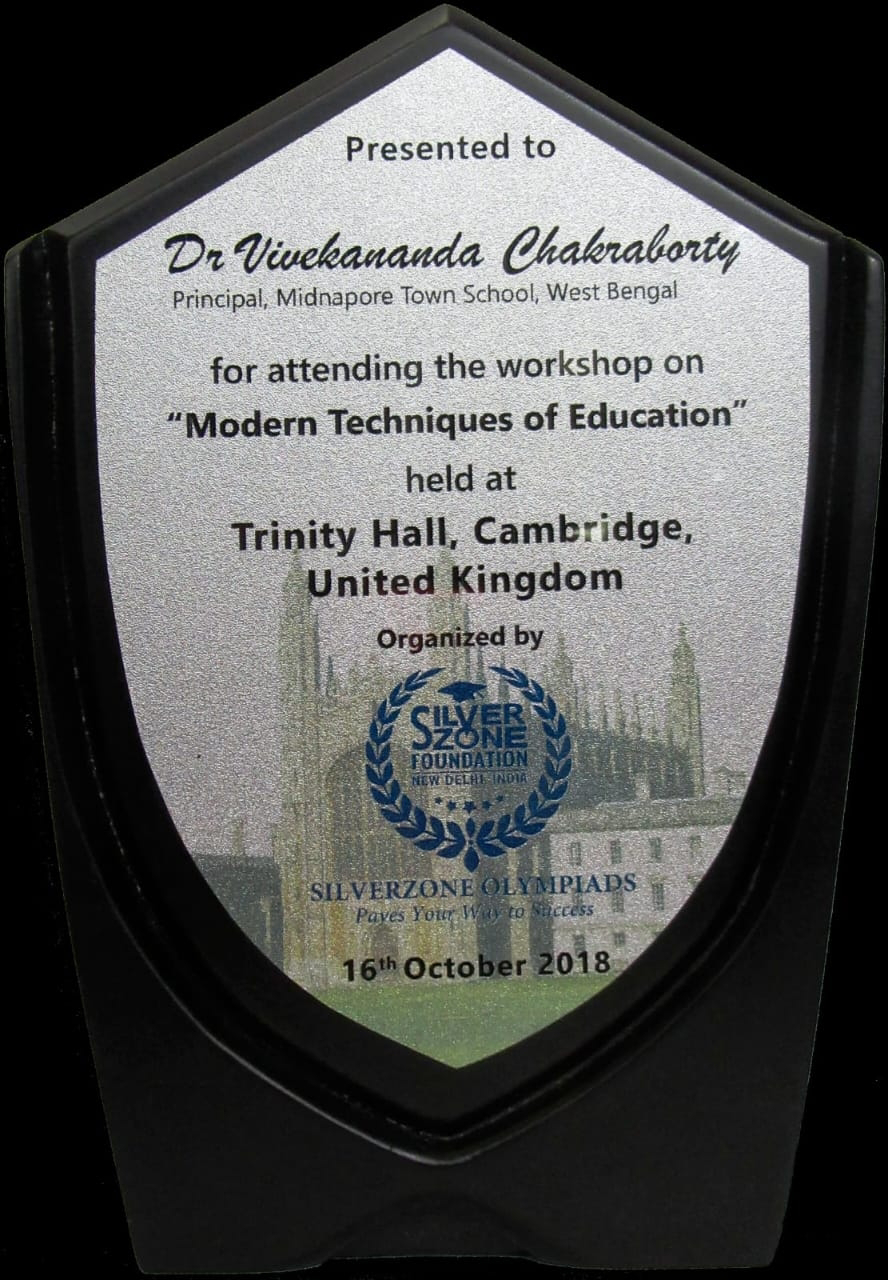 Presented to
Dr Vivekananda Chakraborty
Principal, Midnapore Town School, West Bengal
for attending the workshop on
“Modern Techniques of Education”
held at
Trinity Hall, Cambridge,
United Kingdom
Organized by
SILVER
ZONE
FOUNDATION
NEW DELHI INDIA
SILVERZONE OLYMPIADS
Paves Your Way to Success
16th October 2018